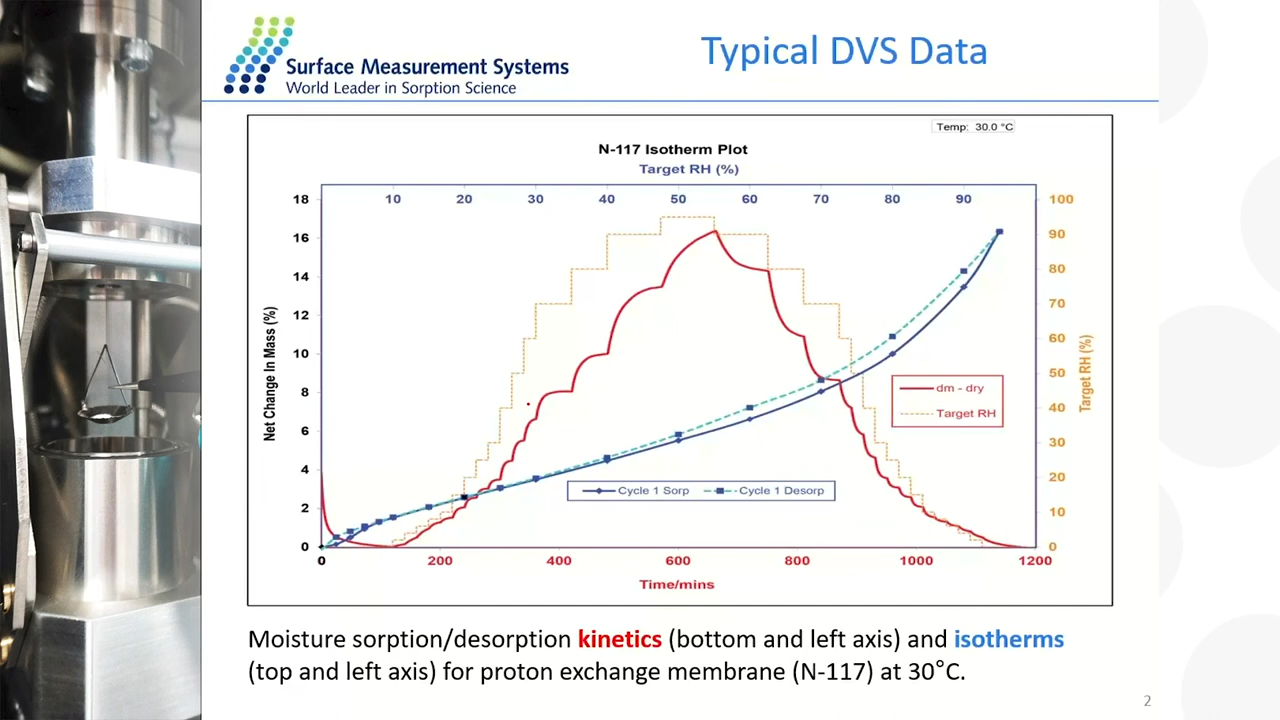 Surface Measurement Systems
World Leader in Sorption Science
Typical DVS Data
Temp: 30.0 °C
N-117 Isotherm Plot
Target RH (%)
10 20 30 40 50 60 70 80 90
18
16
14
12
10
8
6
4
2
0
Net Change In Mass (%)
100
90
80
70
60
50
40
30
20
10
0
Target RH (%)
dm - dry
Target RH
Cycle 1 Sorp Cycle 1 Desorp
0 200 400 600 800 1000 1200
Time/mins
Moisture sorption/desorption kinetics (bottom and left axis) and isotherms
(top and left axis) for proton exchange membrane (N-117) at 30°C.
2